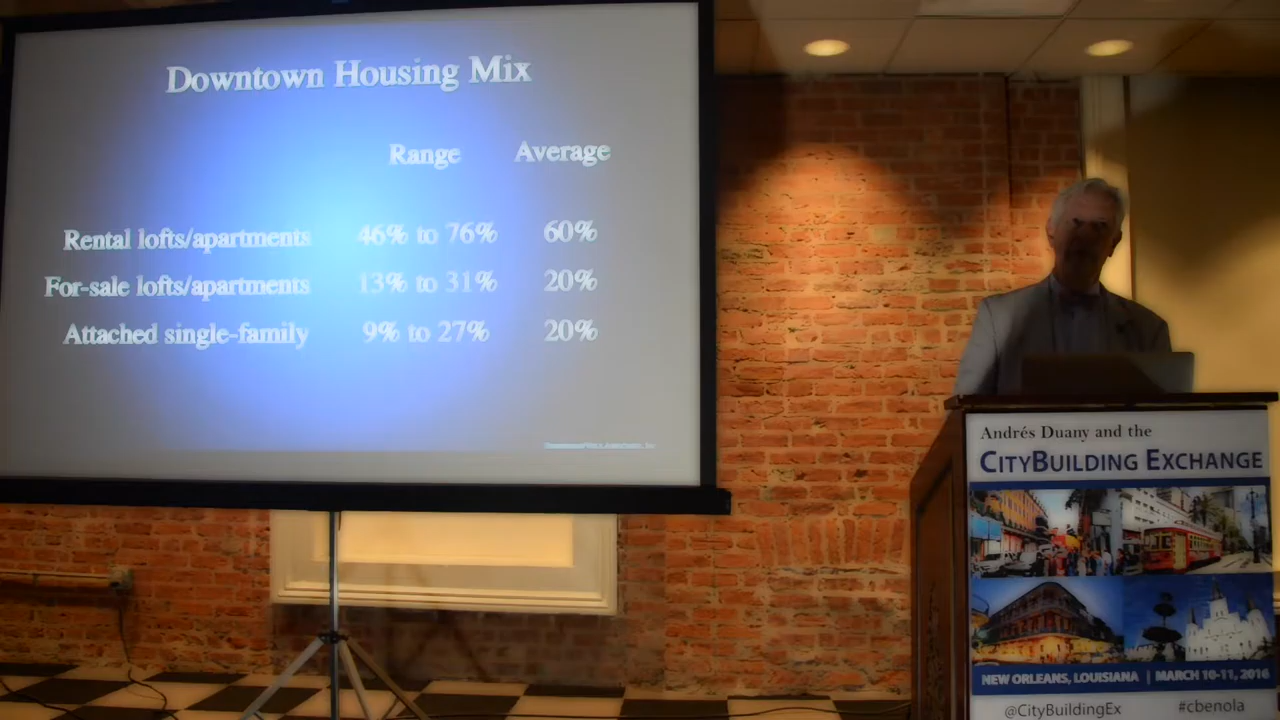 Downtown Housing Mix
Range Average
Rental lofts/apartments 46% to 76% 60%
For-sale lofts/apartments 13% to 31% 20%
Attached single-family 9% to 27% 20%
Andrés Duany and the
CITYBUILDING EXCHANGE
NEW ORLEANS, LOUISIANA | MARCH 10-11, 2016
@CityBuildingEx #cbenola